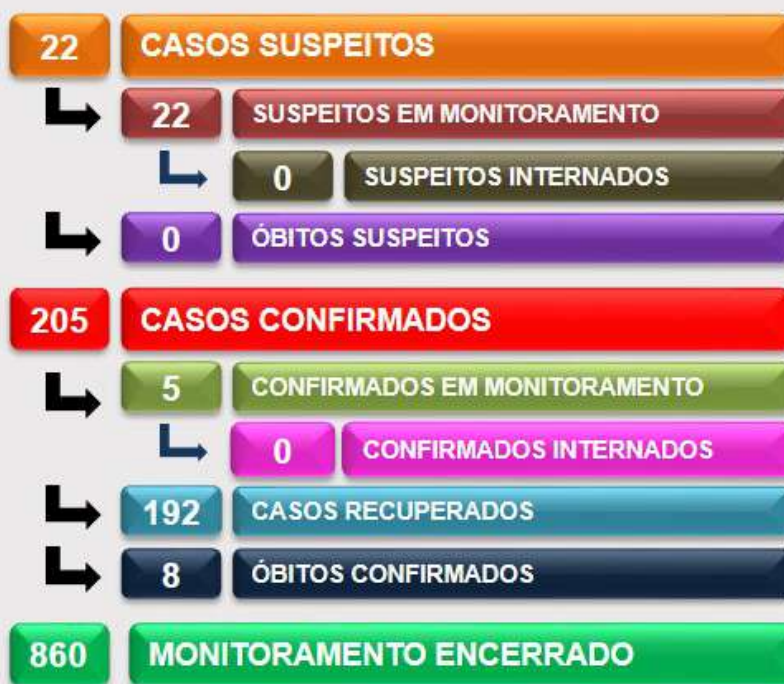 22 CASOS SUSPEITOS
22 SUSPEITOS EM MONITORAMENTO
0 SUSPEITOS INTERNADOS
0 ÓBITOS SUSPEITOS
205 CASOS CONFIRMADOS
5 CONFIRMADOS EM MONITORAMENTO
0 CONFIRMADOS INTERNADOS
192 CASOS RECUPERADOS
8 ÓBITOS CONFIRMADOS
860 MONITORAMENTO ENCERRADO